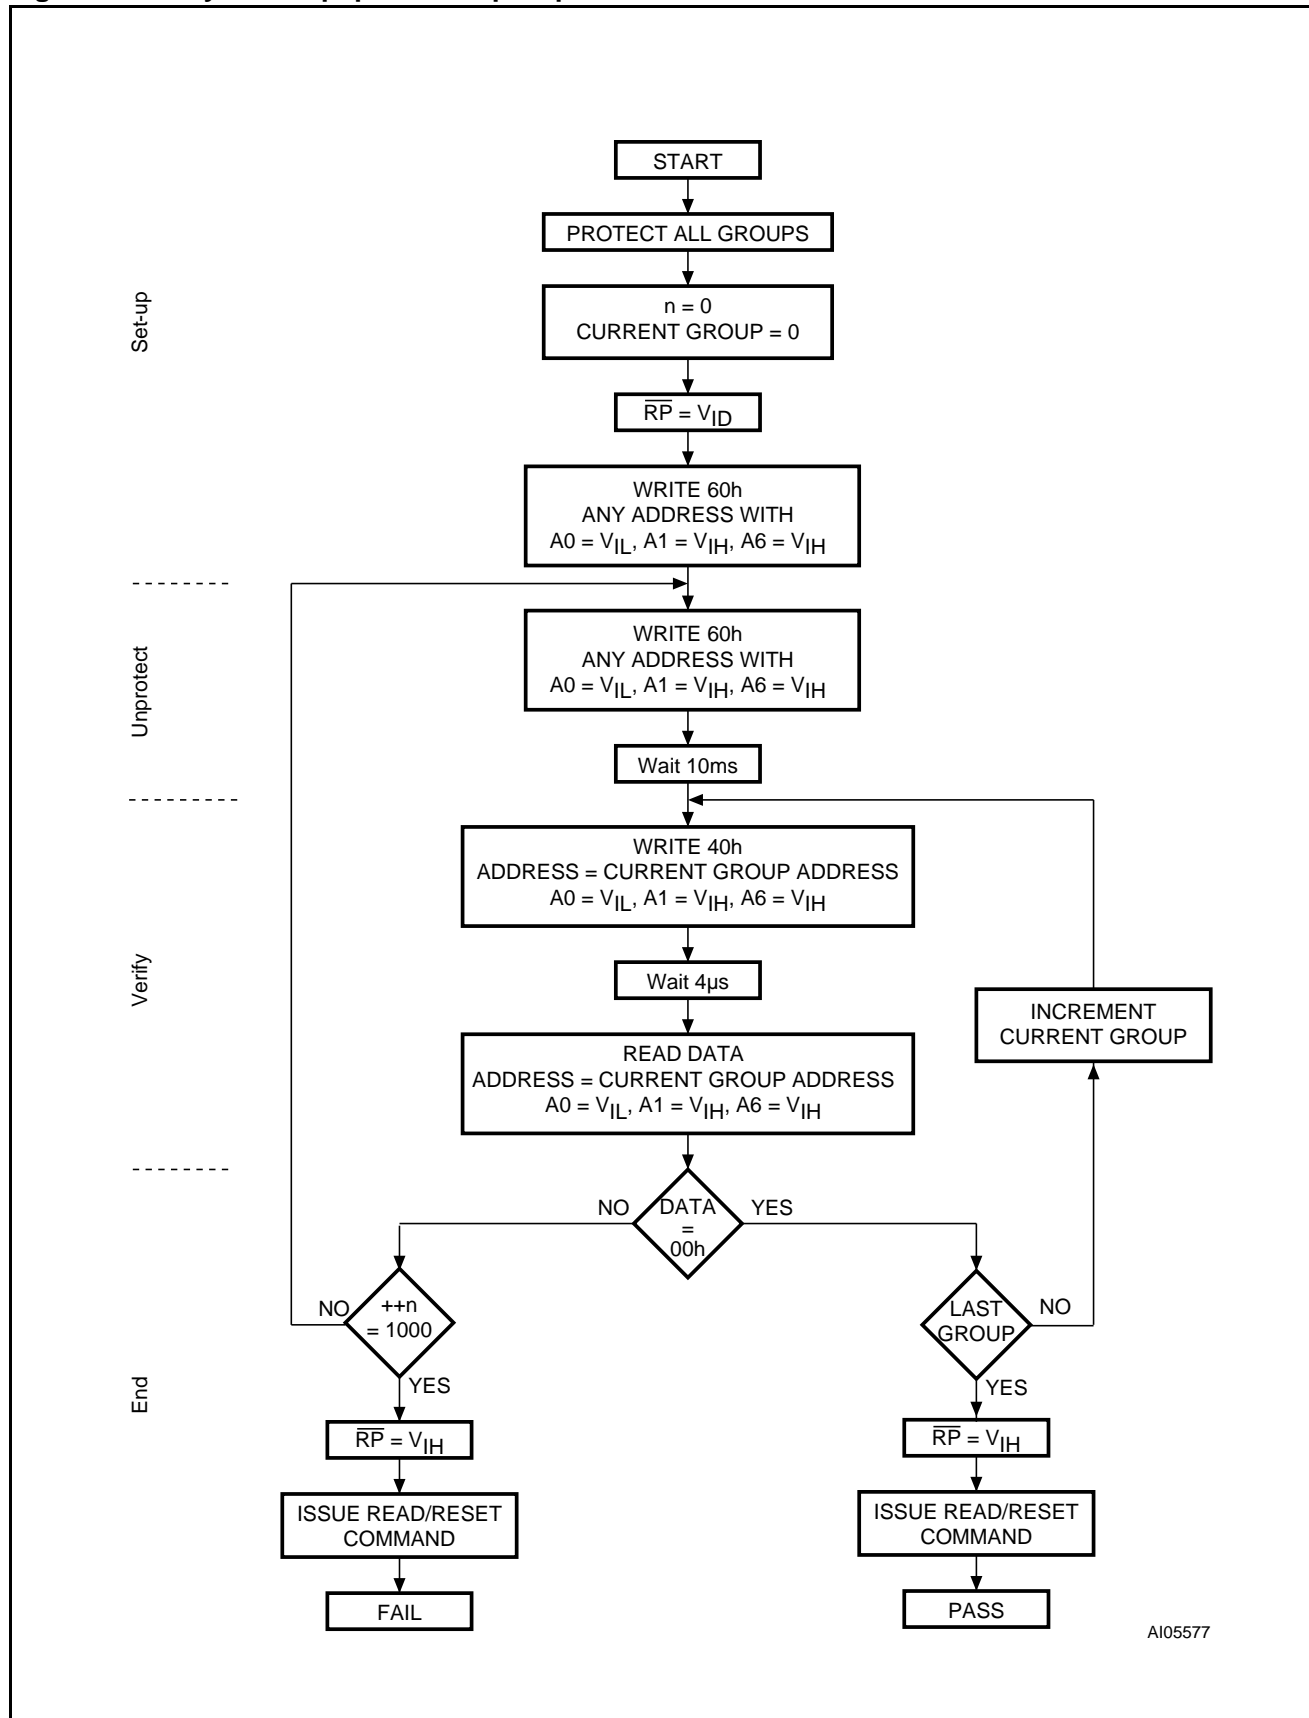 START
PROTECT ALL GROUPS
n = 0
CURRENT GROUP = 0
Set-up
RP = VID
WRITE 60h
ANY ADDRESS WITH
A0 = VIL, A1 = VIH, A6 = VIH
WRITE 60h
ANY ADDRESS WITH
A0 = VIL, A1 = VIH, A6 = VIH
Unprotect
Wait 10ms
WRITE 40h
ADDRESS = CURRENT GROUP ADDRESS
A0 = VIL, A1 = VIH, A6 = VIH
Verify
Wait 4µs
INCREMENT
CURRENT GROUP
READ DATA
ADDRESS = CURRENT GROUP ADDRESS
A0 = VIL, A1 = VIH, A6 = VIH
NO
DATA
=
00h
YES
NO
++n
= 1000
LAST
GROUP
NO
YES
YES
End
RP = VIH
RP = VIH
ISSUE READ/RESET
COMMAND
ISSUE READ/RESET
COMMAND
FAIL
PASS
AI05577